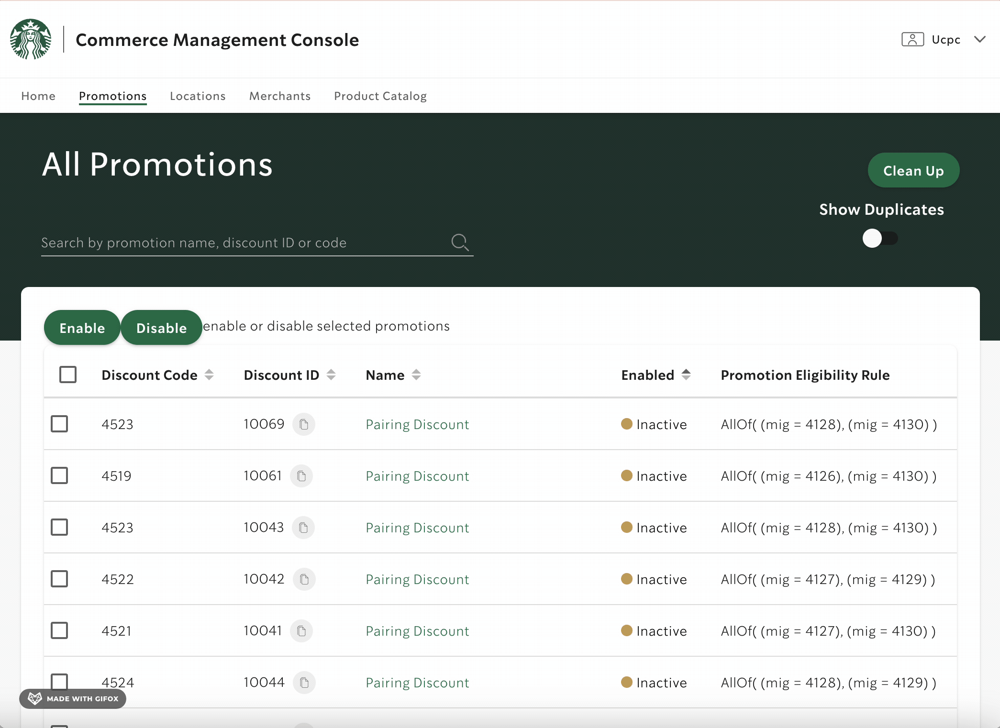 Commerce Management Console
Ucpc
Home Promotions Locations Merchants Product Catalog
All Promotions
Clean Up
Show Duplicates
Search by promotion name, discount ID or code
Enable Disable enable or disable selected promotions
Discount Code Discount ID Name Enabled Promotion Eligibility Rule
4523 10069 Pairing Discount Inactive AllOf( (mig = 4128), (mig = 4130) )
4519 10061 Pairing Discount Inactive AllOf( (mig = 4126), (mig = 4130) )
4523 10043 Pairing Discount Inactive AllOf( (mig = 4128), (mig = 4130) )
4522 10042 Pairing Discount Inactive AllOf( (mig = 4127), (mig = 4129) )
4521 10041 Pairing Discount Inactive AllOf( (mig = 4127), (mig = 4130) )
4524 10044 Pairing Discount Inactive AllOf( (mig = 4128), (mig = 4129) )
MADE WITH GIFOX